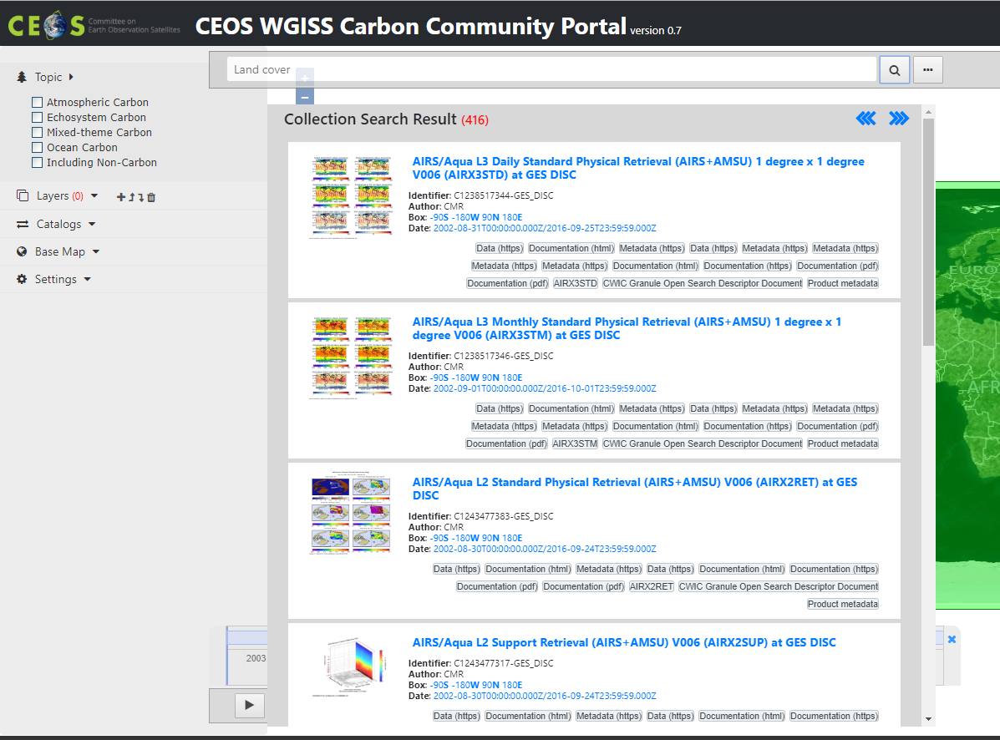 CEOS
Committee on
Earth Observation Satellites
CEOS WGISS Carbon Community Portal version 0.7
Land cover
Topic
Atmospheric Carbon
Echosystem Carbon
Mixed-theme Carbon
Ocean Carbon
Including Non-Carbon
Layers (0)
Catalogs
Base Map
Settings
Collection Search Result (416)
AIRS/Aqua L3 Daily Standard Physical Retrieval (AIRS+AMSU) 1 degree x 1 degree
V006 (AIRX3STD) at GES DISC
Identifier: C1238517344-GES_DISC
Author: CMR
Box: -90S -180W 90N 180E
Date: 2002-08-31T00:00:00.000Z/2016-09-25T23:59:59.000Z
Data (https) Documentation (html) Metadata (https) Data (https) Metadata (https) Metadata (https)
Metadata (https) Metadata (https) Documentation (html) Documentation (https) Documentation (pdf)
Documentation (pdf) AIRX3STD CWIC Granule Open Search Descriptor Document Product metadata
AIRS/Aqua L3 Monthly Standard Physical Retrieval (AIRS+AMSU) 1 degree x 1
degree V006 (AIRX3STM) at GES DISC
Identifier: C1238517346-GES_DISC
Author: CMR
Box: -90S -180W 90N 180E
Date: 2002-09-01T00:00:00.000Z/2016-10-01T23:59:59.000Z
Data (https) Documentation (html) Metadata (https) Data (https) Metadata (https) Metadata (https)
Metadata (https) Metadata (https) Documentation (html) Documentation (https) Documentation (pdf)
Documentation (pdf) AIRX3STM CWIC Granule Open Search Descriptor Document Product metadata
AIRS/Aqua L2 Standard Physical Retrieval (AIRS+AMSU) V006 (AIRX2RET) at GES
DISC
Identifier: C1243477383-GES_DISC
Author: CMR
Box: -90S -180W 90N 180E
Date: 2002-08-30T00:00:00.000Z/2016-09-24T23:59:59.000Z
Data (https) Documentation (html) Metadata (https) Data (https) Documentation (html) Documentation (https)
Documentation (pdf) Documentation (pdf) AIRX2RET CWIC Granule Open Search Descriptor Document
Product metadata
AIRS/Aqua L2 Support Retrieval (AIRS+AMSU) V006 (AIRX2SUP) at GES DISC
Identifier: C1243477317-GES_DISC
Author: CMR
Box: -90S -180W 90N 180E
Date: 2002-08-30T00:00:00.000Z/2016-09-24T23:59:59.000Z
Data (https) Documentation (html) Metadata (https) Data (https) Documentation (html) Documentation (https)
EURO
AFR
2003